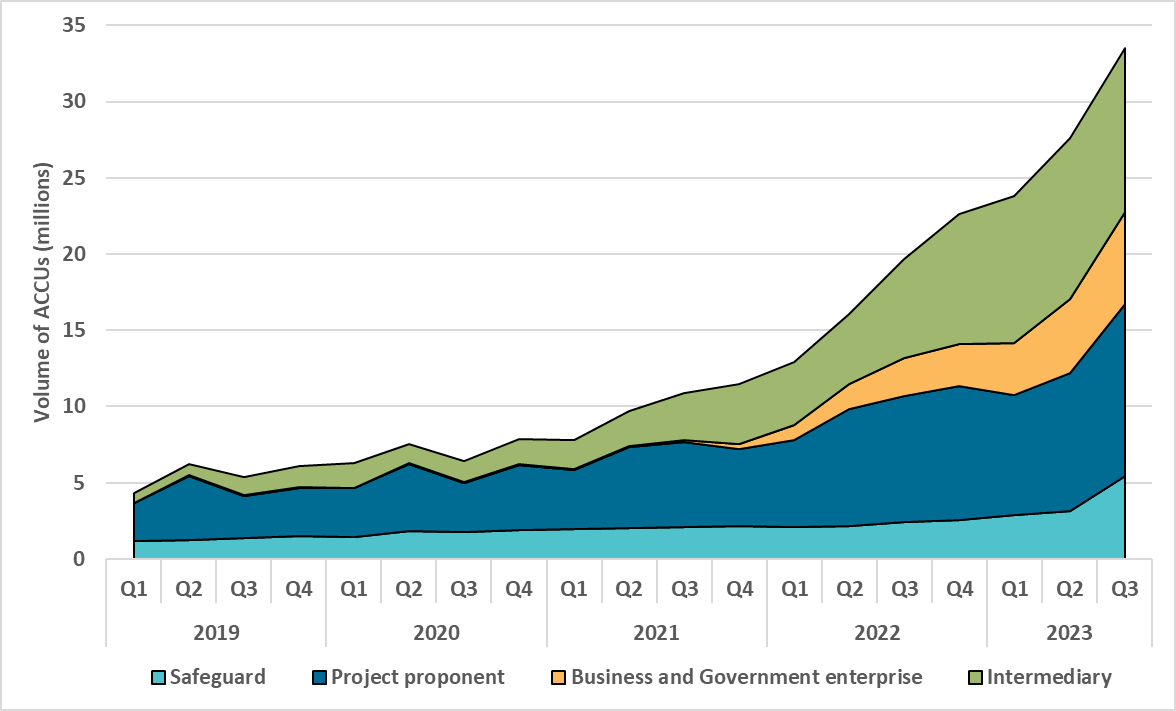 Volume of ACCUs (millions)
35
30
25
20
15
10
5
0
Q1 Q2 Q3 Q4 Q1 Q2 Q3 Q4 Q1 Q2 Q3 Q4 Q1 Q2 Q3 Q4 Q1 Q2 Q3
2019 2020 2021 2022 2023
Safeguard Project proponent Business and Government enterprise Intermediary